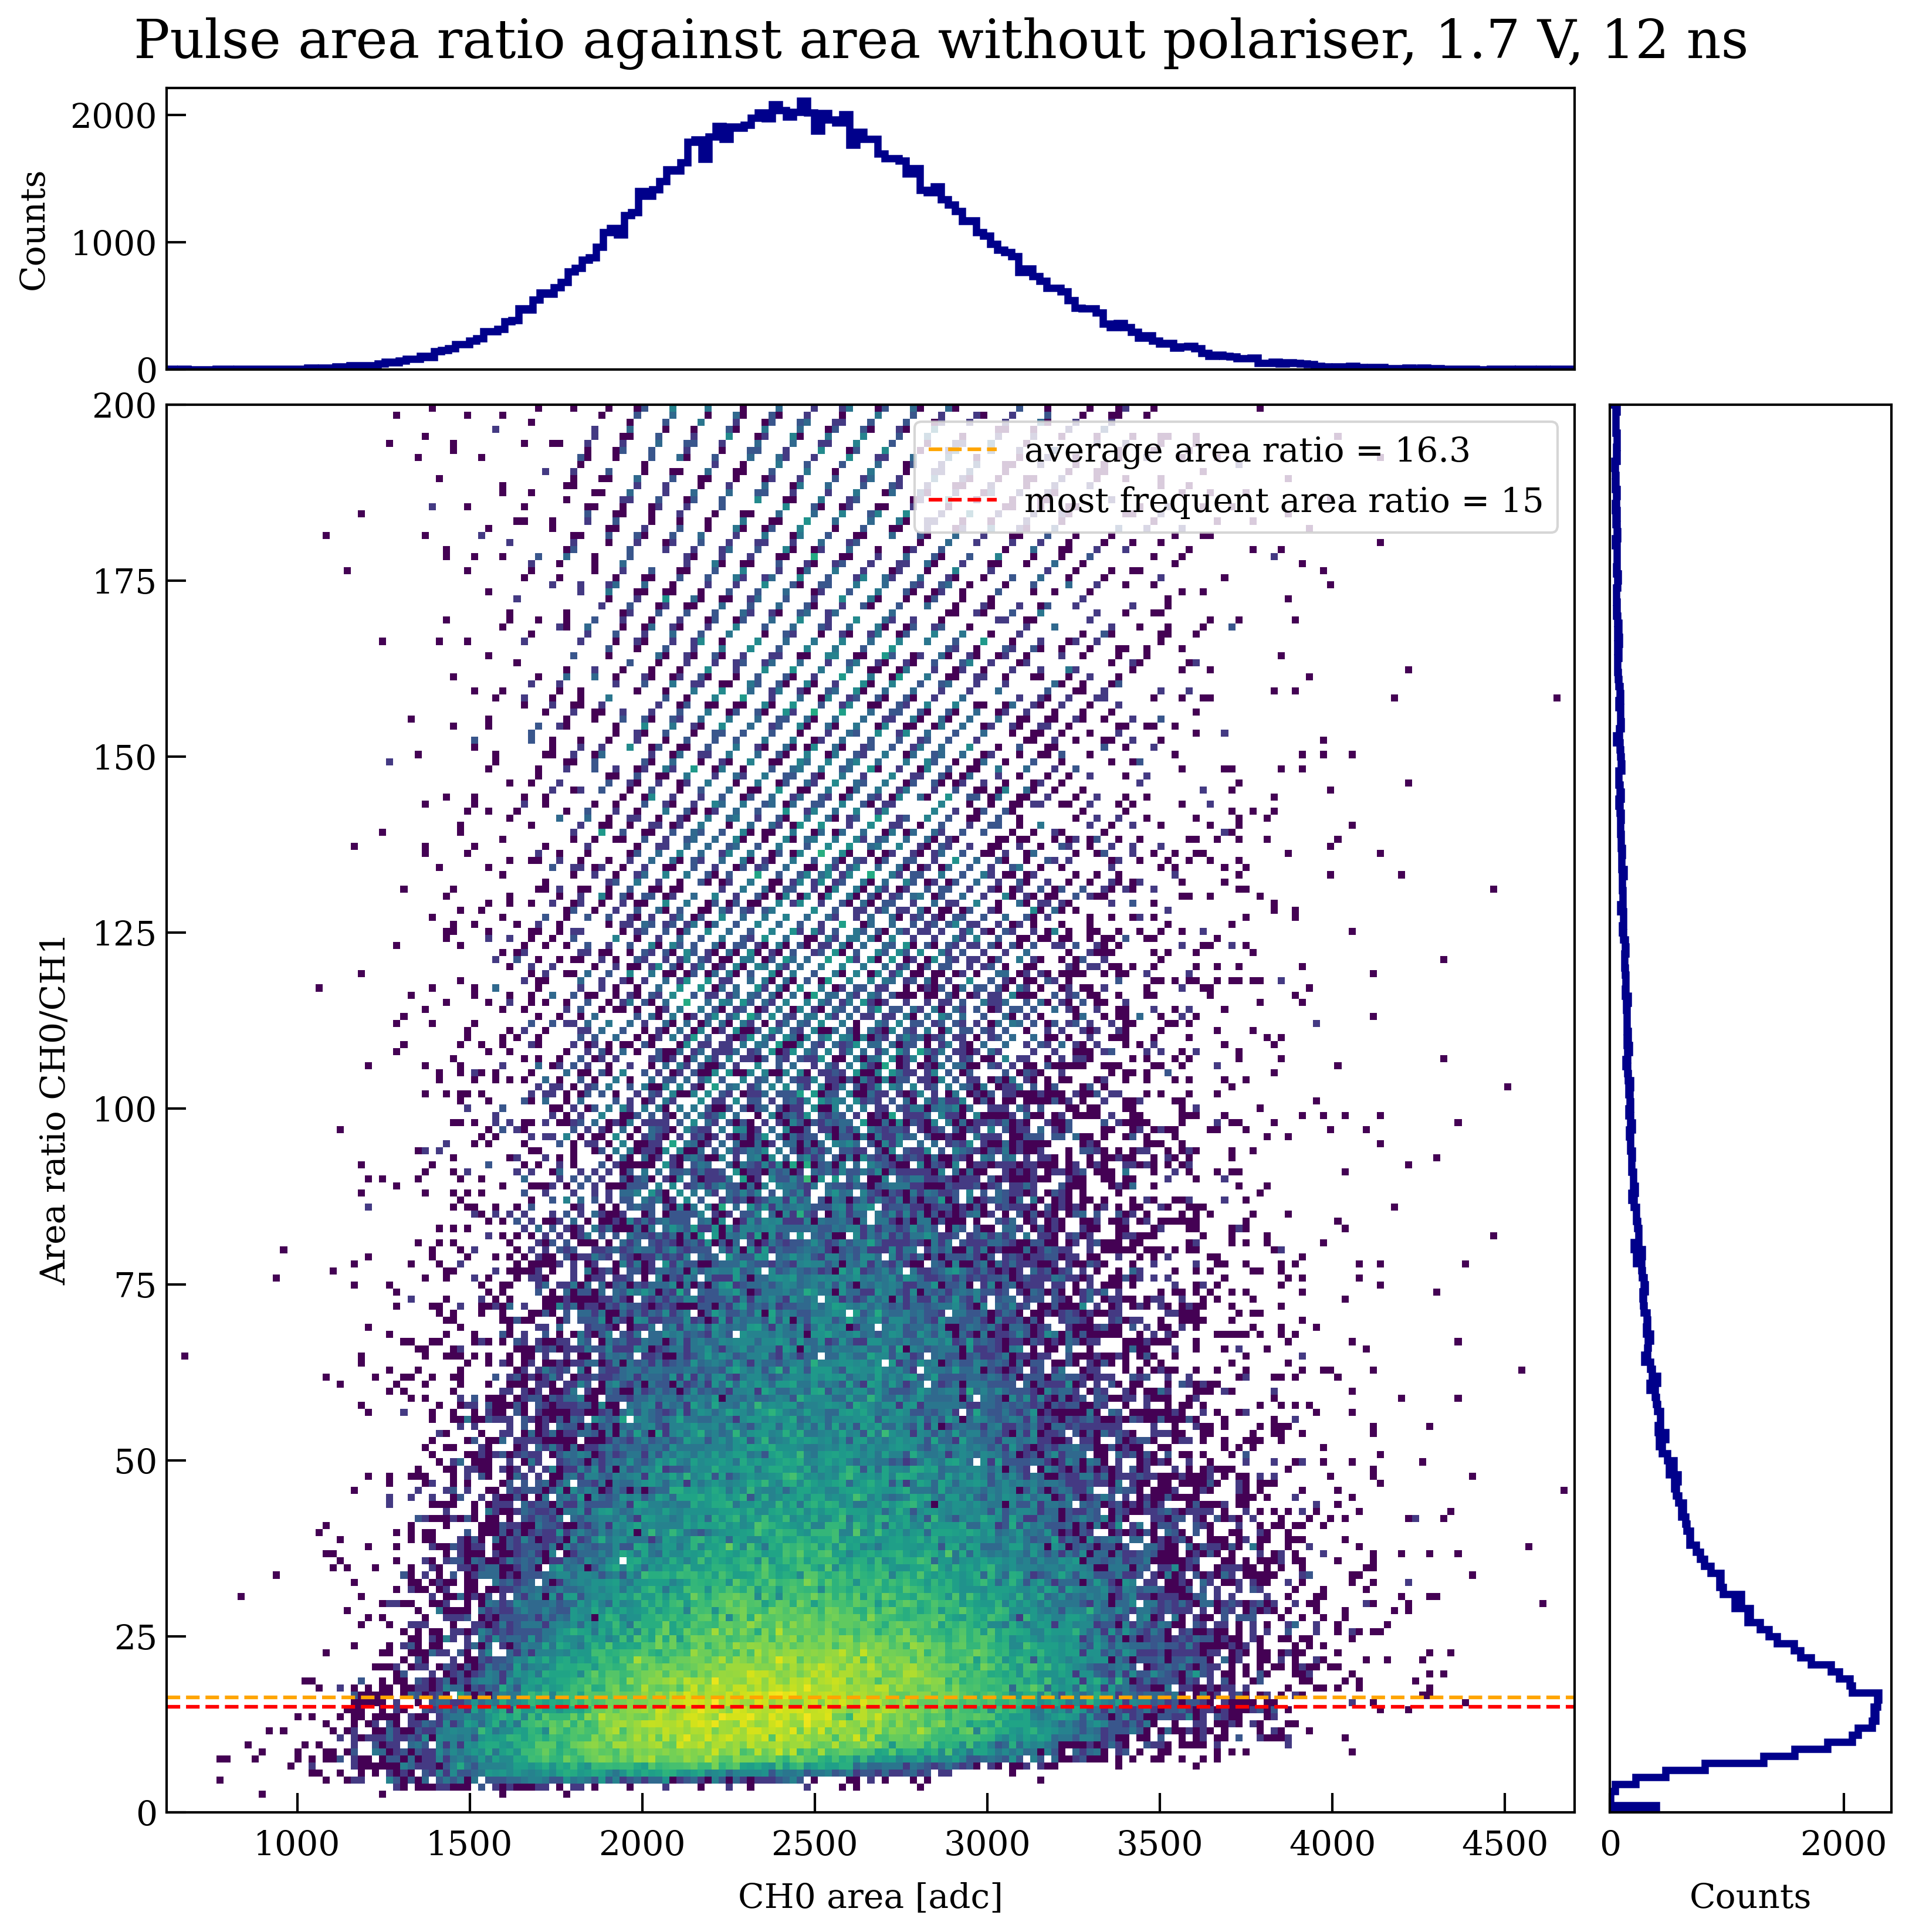 Pulse area ratio against area without polariser, 1.7 V, 12 ns
2000
1000
0
Counts
200
175
150
125
100
75
50
25
0
Area ratio CH0/CH1
average area ratio = 16.3
most frequent area ratio = 15
1000 1500 2000 2500 3000 3500 4000 4500
CH0 area [adc]
0 2000
Counts